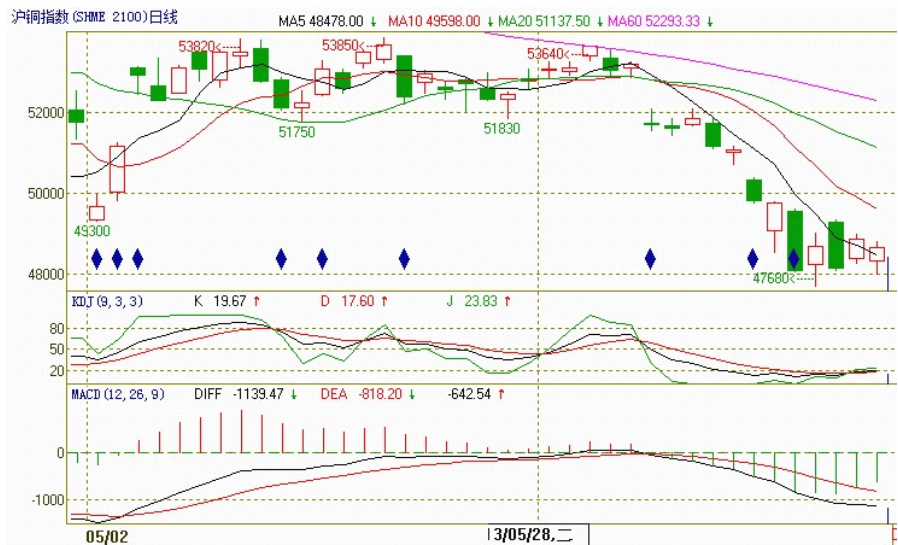 沪铜指数(SHME 2100)日线 MA5 48478.00 ↓ MA10 49598.00 ↓ MA20 51137.50 ↓ MA60 52293.33 ↓
53820 53850 53640
52000
51750 51830
50000
49300
48000 47680
KDJ(9,3,3) K 19.67 ↑ D 17.60 ↑ J 23.83 ↑
80
50
20
MACD(12,26,9) DIFF -1139.47 ↓ DEA -818.20 ↓ -642.54 ↑
0
-1000
05/02 3/05/28,二